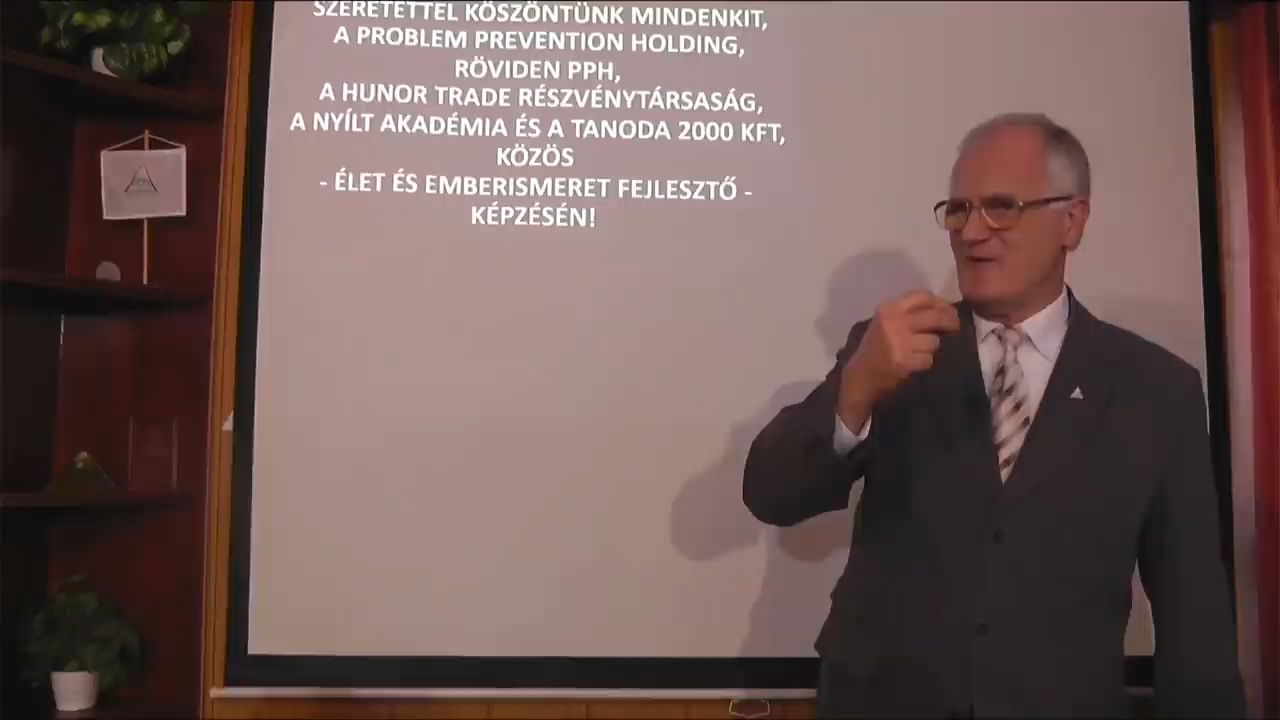 SZERETETTEL KÖSZÖNTÜNK MINDENKIT,
A PROBLEM PREVENTION HOLDING,
RÖVIDEN PPH,
A HUNOR TRADE RÉSZVÉNYTÁRSASÁG,
A NYÍLT AKADÉMIA ÉS A TANODA 2000 KFT,
KÖZÖS
- ÉLET ÉS EMBERISMERET FEJLESZTŐ -
KÉPZÉSÉN!